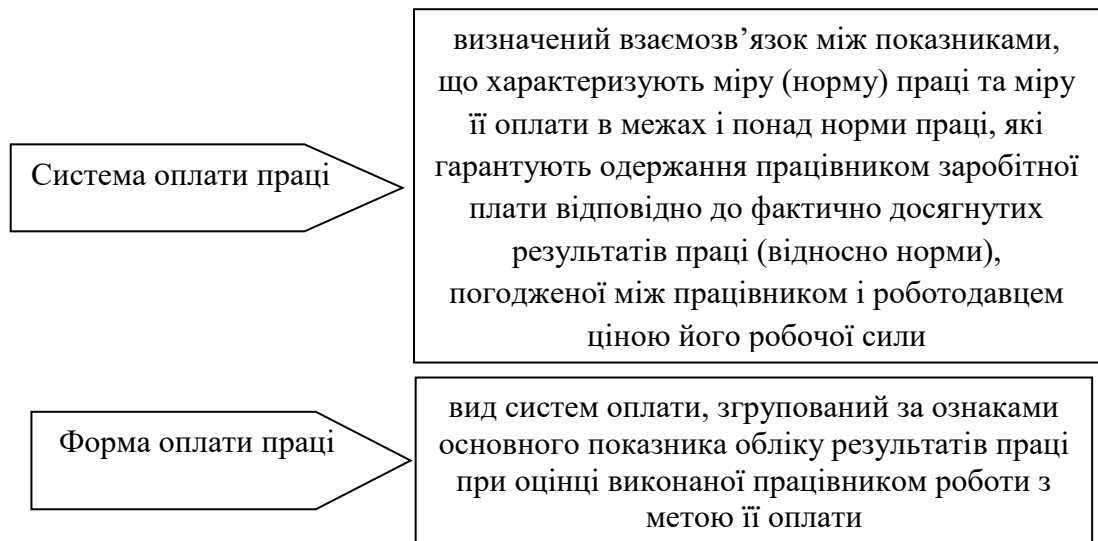 Система оплати праці
визначений взаємозв’язок між показниками,
що характеризують міру (норму) праці та міру
її оплати в межах і понад норми праці, які
гарантують одержання працівником заробітної
плати відповідно до фактично досягнутих
результатів праці (відносно норми),
погодженої між працівником і роботодавцем
ціною його робочої сили
Форма оплати праці
вид систем оплати, згрупований за ознаками
основного показника обліку результатів праці
при оцінці виконаної працівником роботи з
метою її оплати